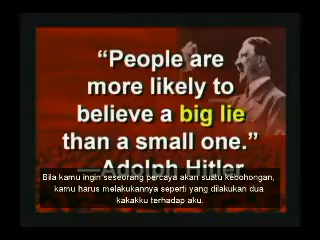 “People are
more likely to
believe a big lie
than a small one.”
—Adolph Hitler
Bila kamu ingin seseorang percaya akan suatu kebohongan,
kamu harus melakukannya seperti yang dilakukan dua
kakakku terhadap aku.